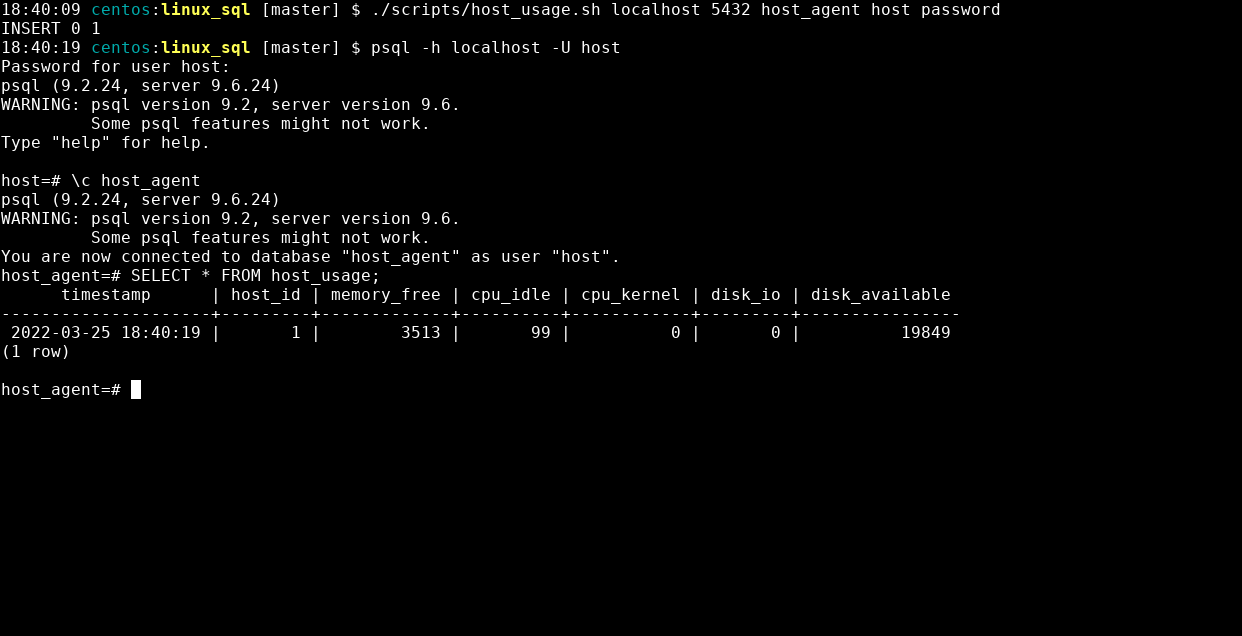 18:40:09 centos:linux_sql [master] $ ./scripts/host_usage.sh localhost 5432 host_agent host password
INSERT 0 1
18:40:19 centos:linux_sql [master] $ psql -h localhost -U host
Password for user host:
psql (9.2.24, server 9.6.24)
WARNING: psql version 9.2, server version 9.6.
         Some psql features might not work.
Type "help" for help.

host=# \c host_agent
psql (9.2.24, server 9.6.24)
WARNING: psql version 9.2, server version 9.6.
         Some psql features might not work.
You are now connected to database "host_agent" as user "host".
host_agent=# SELECT * FROM host_usage;
      timestamp      | host_id | memory_free | cpu_idle | cpu_kernel | disk_io | disk_available
---------------------+---------+-------------+----------+------------+---------+----------------
 2022-03-25 18:40:19 |       1 |        3513 |       99 |          0 |       0 |          19849
(1 row)

host_agent=#